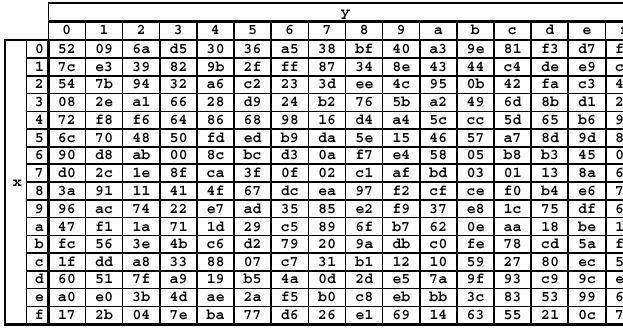 y
0 1 2 3 4 5 6 7 8 9 a b c d e f
0 52 09 6a d5 30 36 a5 38 bf 40 a3 9e 81 f3 d7 f
1 7c e3 39 82 9b 2f ff 87 34 8e 43 44 c4 de e9 c
2 54 7b 94 32 a6 c2 23 3d ee 4c 95 0b 42 fa c3 4
3 08 2e a1 66 28 d9 24 b2 76 5b a2 49 6d 8b d1 2
4 72 f8 f6 64 86 68 98 16 d4 a4 5c cc 5d 65 b6 9
5 6c 70 48 50 fd ed b9 da 5e 15 46 57 a7 8d 9d 8
6 90 d8 ab 00 8c bc d3 0a f7 e4 58 05 b8 b3 45 0
x 7 d0 2c 1e 8f ca 3f 0f 02 c1 af bd 03 01 13 8a 6
8 3a 91 11 41 4f 67 dc ea 97 f2 cf ce f0 b4 e6 7
9 96 ac 74 22 e7 ad 35 85 e2 f9 37 e8 1c 75 df 6
a 47 f1 1a 71 1d 29 c5 89 6f b7 62 0e aa 18 be 1
b fc 56 3e 4b c6 d2 79 20 9a db c0 fe 78 cd 5a f
c 1f dd a8 33 88 07 c7 31 b1 12 10 59 27 80 ec 5
d 60 51 7f a9 19 b5 4a 0d 2d e5 7a 9f 93 c9 9c e
e a0 e0 3b 4d ae 2a f5 b0 c8 eb bb 3c 83 53 99 6
f 17 2b 04 7e ba 77 d6 26 e1 69 14 63 55 21 0c 7